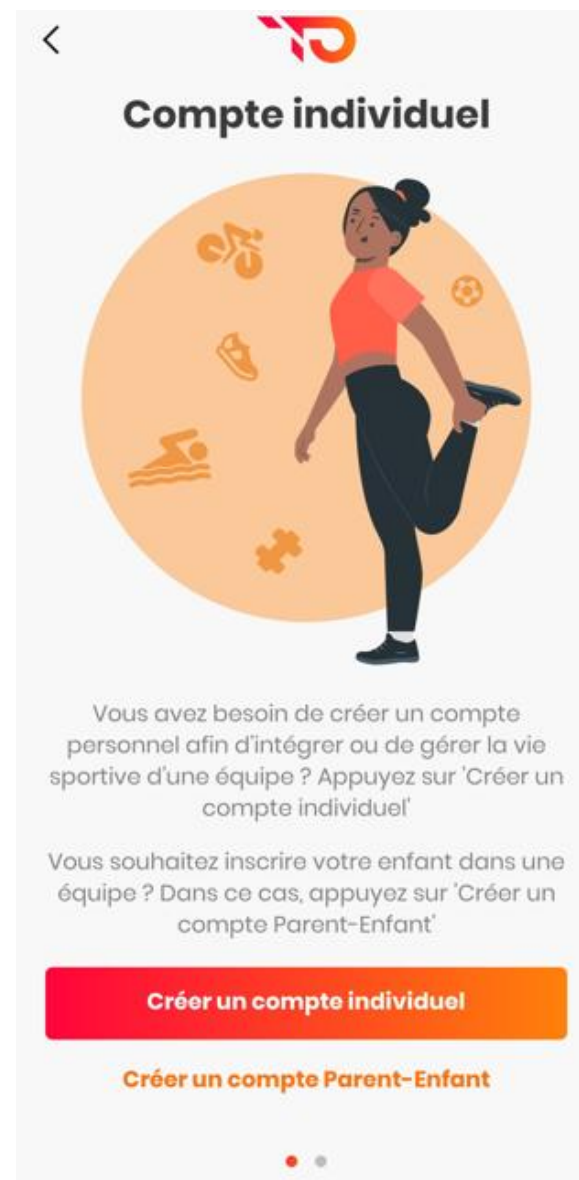 Compte individuel
Vous avez besoin de créer un compte
personnel afin d'intégrer ou de gérer la vie
sportive d'une équipe ? Appuyez sur 'Créer un
compte individuel'
Vous souhaitez inscrire votre enfant dans une
équipe ? Dans ce cas, appuyez sur 'Créer un
compte Parent-Enfant'
Créer un compte individuel
Créer un compte Parent-Enfant